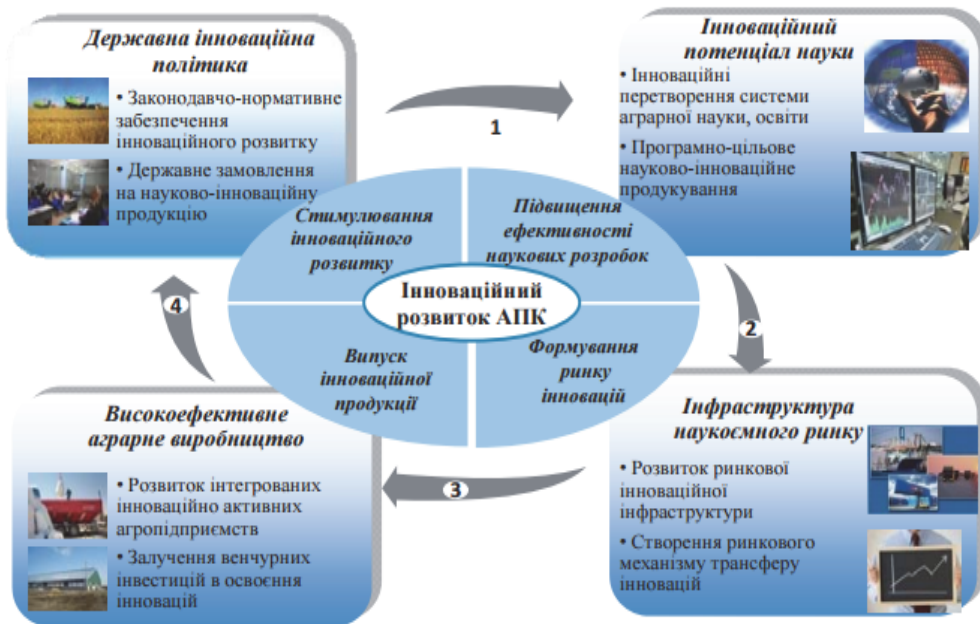 Державна інноваційна
політика
• Законодавчо-нормативне
забезпечення
інноваційного розвитку
• Державне замовлення
на науково-інноваційну
продукцію
1
Інноваційний
потенціал науки
• Інноваційні
перетворення системи
аграрної науки, освіти
• Програмно-цільове
науково-інноваційне
продукування
Стимулювання
інноваційного
розвитку
Підвищення
ефективності
наукових розробок
Інноваційний
розвиток АПК
Випуск
інноваційної
продукції
Формування
ринку
інновацій
4
2
Високоефективне
аграрне виробництво
• Розвиток інтегрованих
інноваційно активних
агропідприємств
• Залучення венчурних
інвестицій в освоєння
інновацій
3
Інфраструктура
наукоємного ринку
• Розвиток ринкової
інноваційної
інфраструктури
• Створення ринкового
механізму трансферу
інновацій